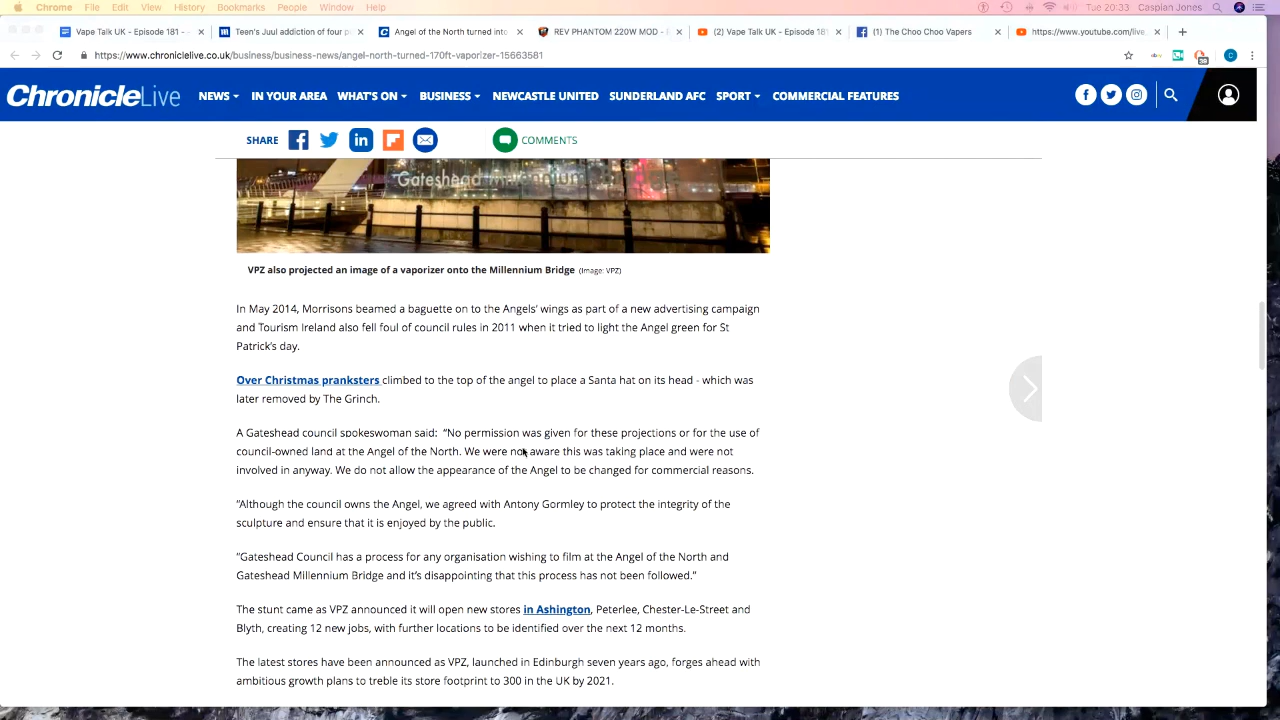 Chrome File Edit View History Bookmarks People Window Help Tue 20:33 Caspian Jones
Vape Talk UK - Episode 181 - Teen's Juul addiction of four p Angel of the North turned into REV PHANTOM 220W MOD - (2) Vape Talk UK - Episode 181 (1) The Choo Choo Vapers https://www.youtube.com/live
https://www.chroniclelive.co.uk/business/business-news/angel-north-turned-170ft-vaporizer-15663581
ChronicleLive NEWS IN YOUR AREA WHAT'S ON BUSINESS NEWCASTLE UNITED SUNDERLAND AFC SPORT COMMERCIAL FEATURES
SHARE COMMENTS
Gateshead Millennium
VPZ also projected an image of a vaporizer onto the Millennium Bridge (Image: VPZ)
In May 2014, Morrisons beamed a baguette on to the Angels' wings as part of a new advertising campaign
and Tourism Ireland also fell foul of council rules in 2011 when it tried to light the Angel green for St
Patrick's day.
Over Christmas pranksters climbed to the top of the angel to place a Santa hat on its head - which was
later removed by The Grinch.
A Gateshead council spokeswoman said: "No permission was given for these projections or for the use of
council-owned land at the Angel of the North. We were not aware this was taking place and were not
involved in anyway. We do not allow the appearance of the Angel to be changed for commercial reasons.
"Although the council owns the Angel, we agreed with Antony Gormley to protect the integrity of the
sculpture and ensure that it is enjoyed by the public.
"Gateshead Council has a process for any organisation wishing to film at the Angel of the North and
Gateshead Millennium Bridge and it's disappointing that this process has not been followed."
The stunt came as VPZ announced it will open new stores in Ashington, Peterlee, Chester-Le-Street and
Blyth, creating 12 new jobs, with further locations to be identified over the next 12 months.
The latest stores have been announced as VPZ, launched in Edinburgh seven years ago, forges ahead with
ambitious growth plans to treble its store footprint to 300 in the UK by 2021.